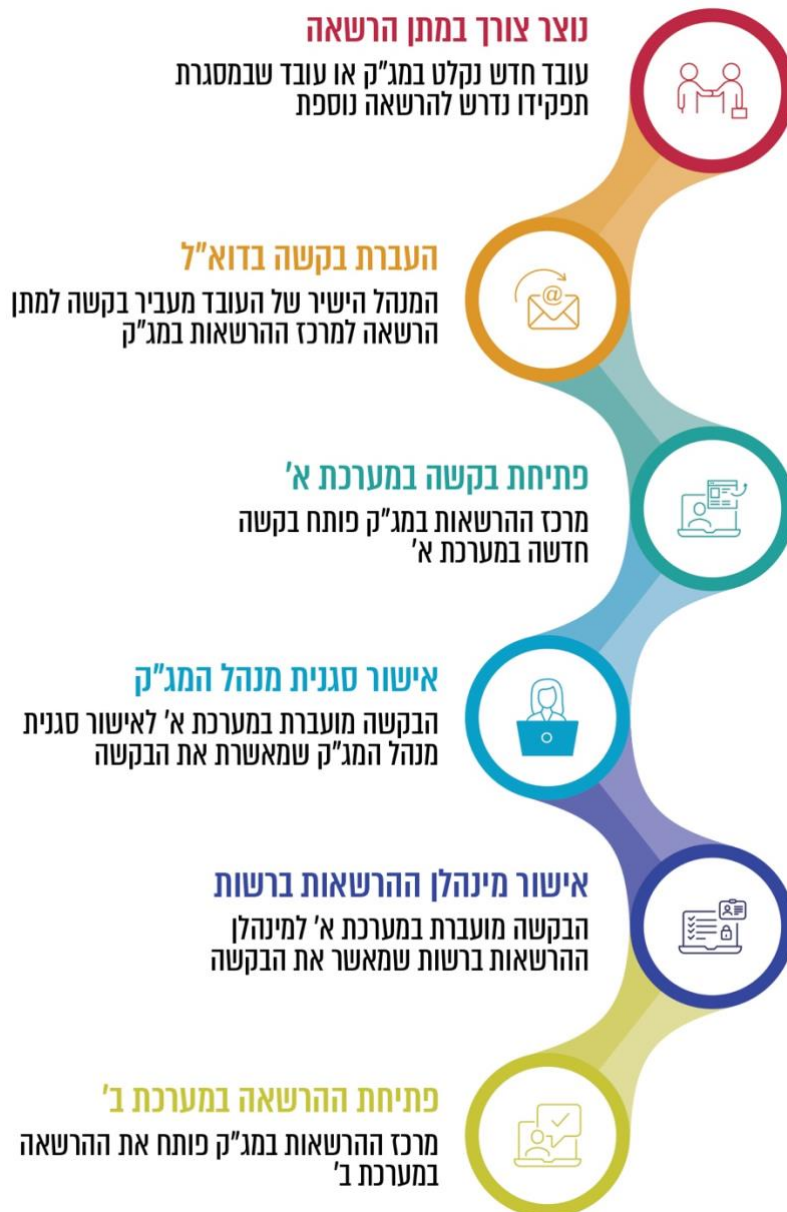 נוצר צורך במתן הרשאה
עובד חדש נקלט במג"ק או עובד שבמסגרת
תפקידו נדרש להרשאה נוספת
העברת בקשה בדוא"ל
המנהל הישיר של העובד מעביר בקשה למתן
הרשאה למרכז ההרשאות במג"ק
פתיחת בקשה במערכת א'
מרכז ההרשאות במג"ק פותח בקשה
חדשה במערכת א'
אישור סגנית מנהל המג"ק
הבקשה מועברת במערכת א' לאישור סגנית
מנהל המג"ק שמאשרת את הבקשה
אישור מינהלן ההרשאות ברשות
הבקשה מועברת במערכת א' למינהלן
ההרשאות ברשות שמאשר את הבקשה
פתיחת ההרשאה במערכת ב'
מרכז ההרשאות במג"ק פותח את ההרשאה
במערכת ב'